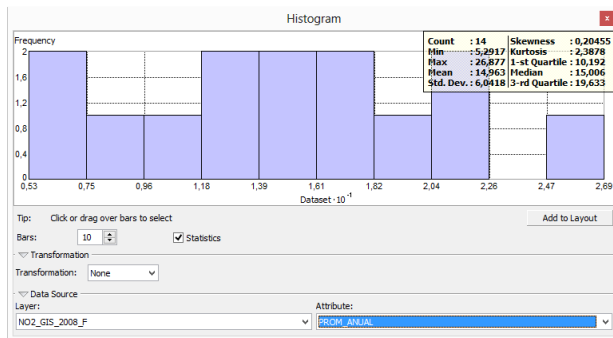 Histogram
x
Frequency
Count : 14 Skewness : 0,20455
Min : 5,2917 Kurtosis : 2,3878
Max : 26,877 1-st Quartile : 10,192
Mean : 14,963 Median : 15,006
Std. Dev. : 6,0418 3-rd Quartile : 19,633
2
1,6
1,2
0,8
0,4
0
0,53 0,75 0,96 1,18 1,39 1,61 1,82 2,04 2,26 2,47 2,69
Dataset · 10⁻¹
Tip: Click or drag over bars to select
Add to Layout
Bars: 10 Statistics
Transformation
Transformation: None
Data Source
Layer: Attribute:
NO2_GIS_2008_F PROM_ANUAL